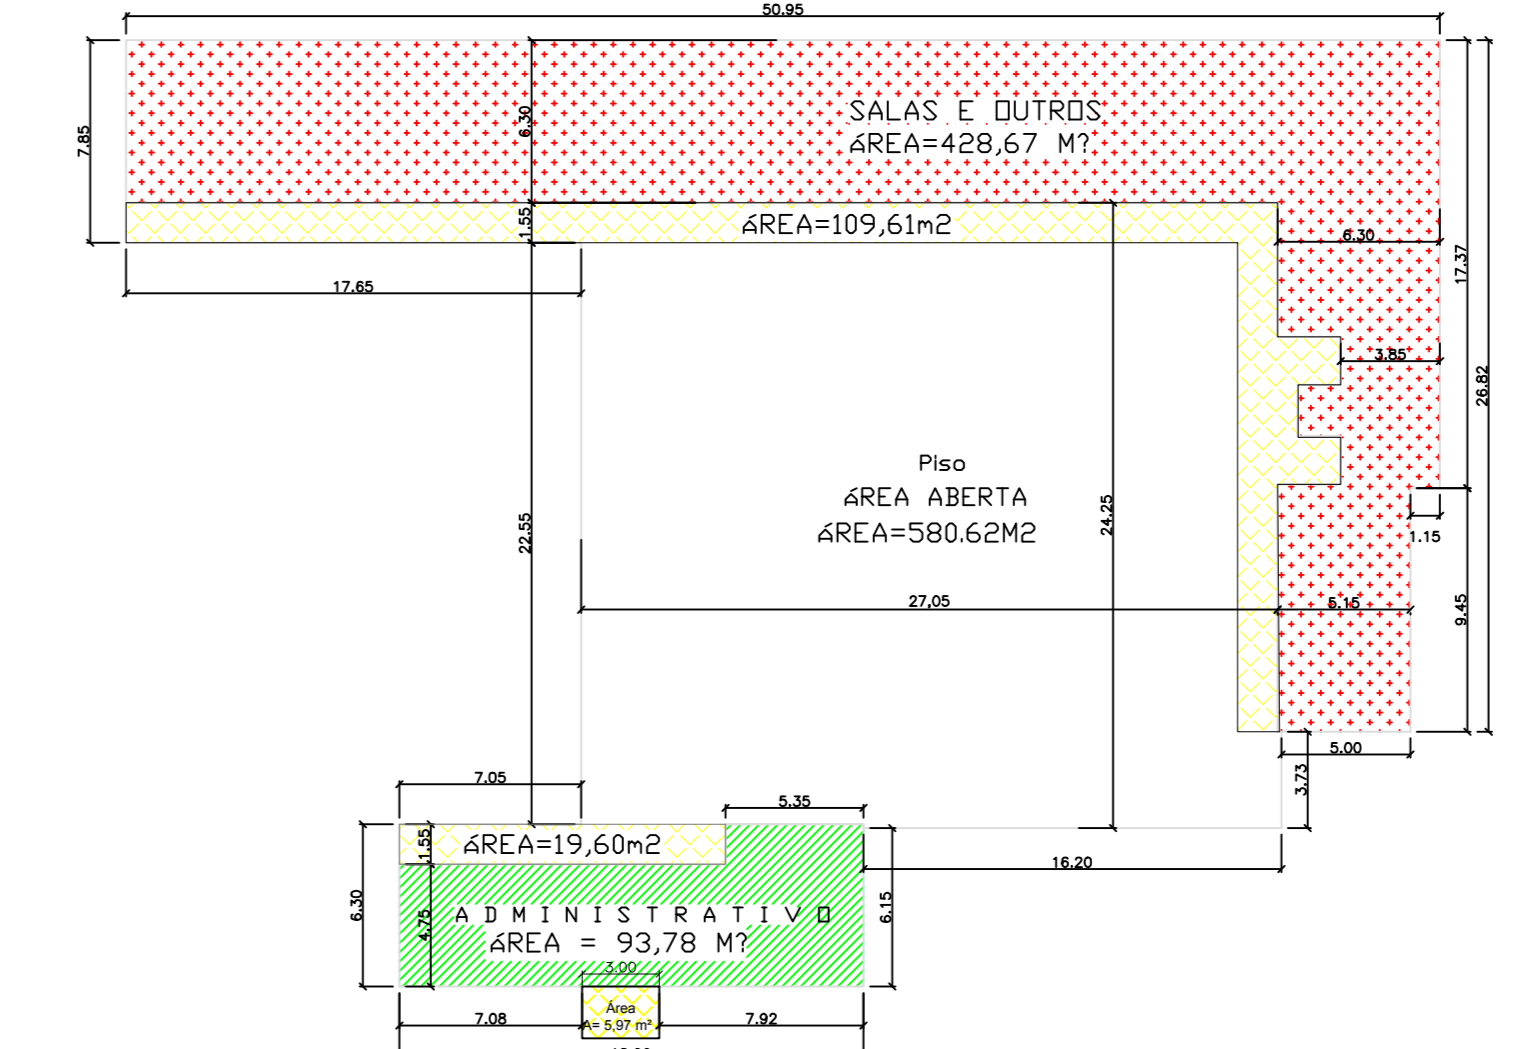 50.95
7.85
6.30
SALAS E OUTROS
ÁREA=428,67 M?
1.55
ÁREA=109,61m2
6.30
17.37
17.65
3.85
26.82
Piso
ÁREA ABERTA
ÁREA=580.62M2
22.55
24.25
1.15
27,05
5.15
9.45
5.00
3.73
7.05
5.35
1.55
ÁREA=19,60m2
16.20
6.30
4.75
ADMINISTRATIVO
ÁREA = 93,78 M?
6.15
3.00
Área
A= 5,97 m²
7.08
7.92